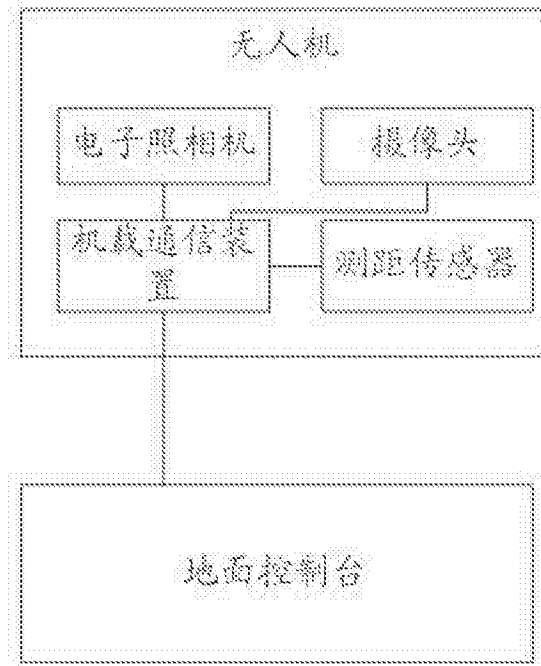 无人机
电子照相机
摄像头
机载通信装
置
测距传感器
地面控制台